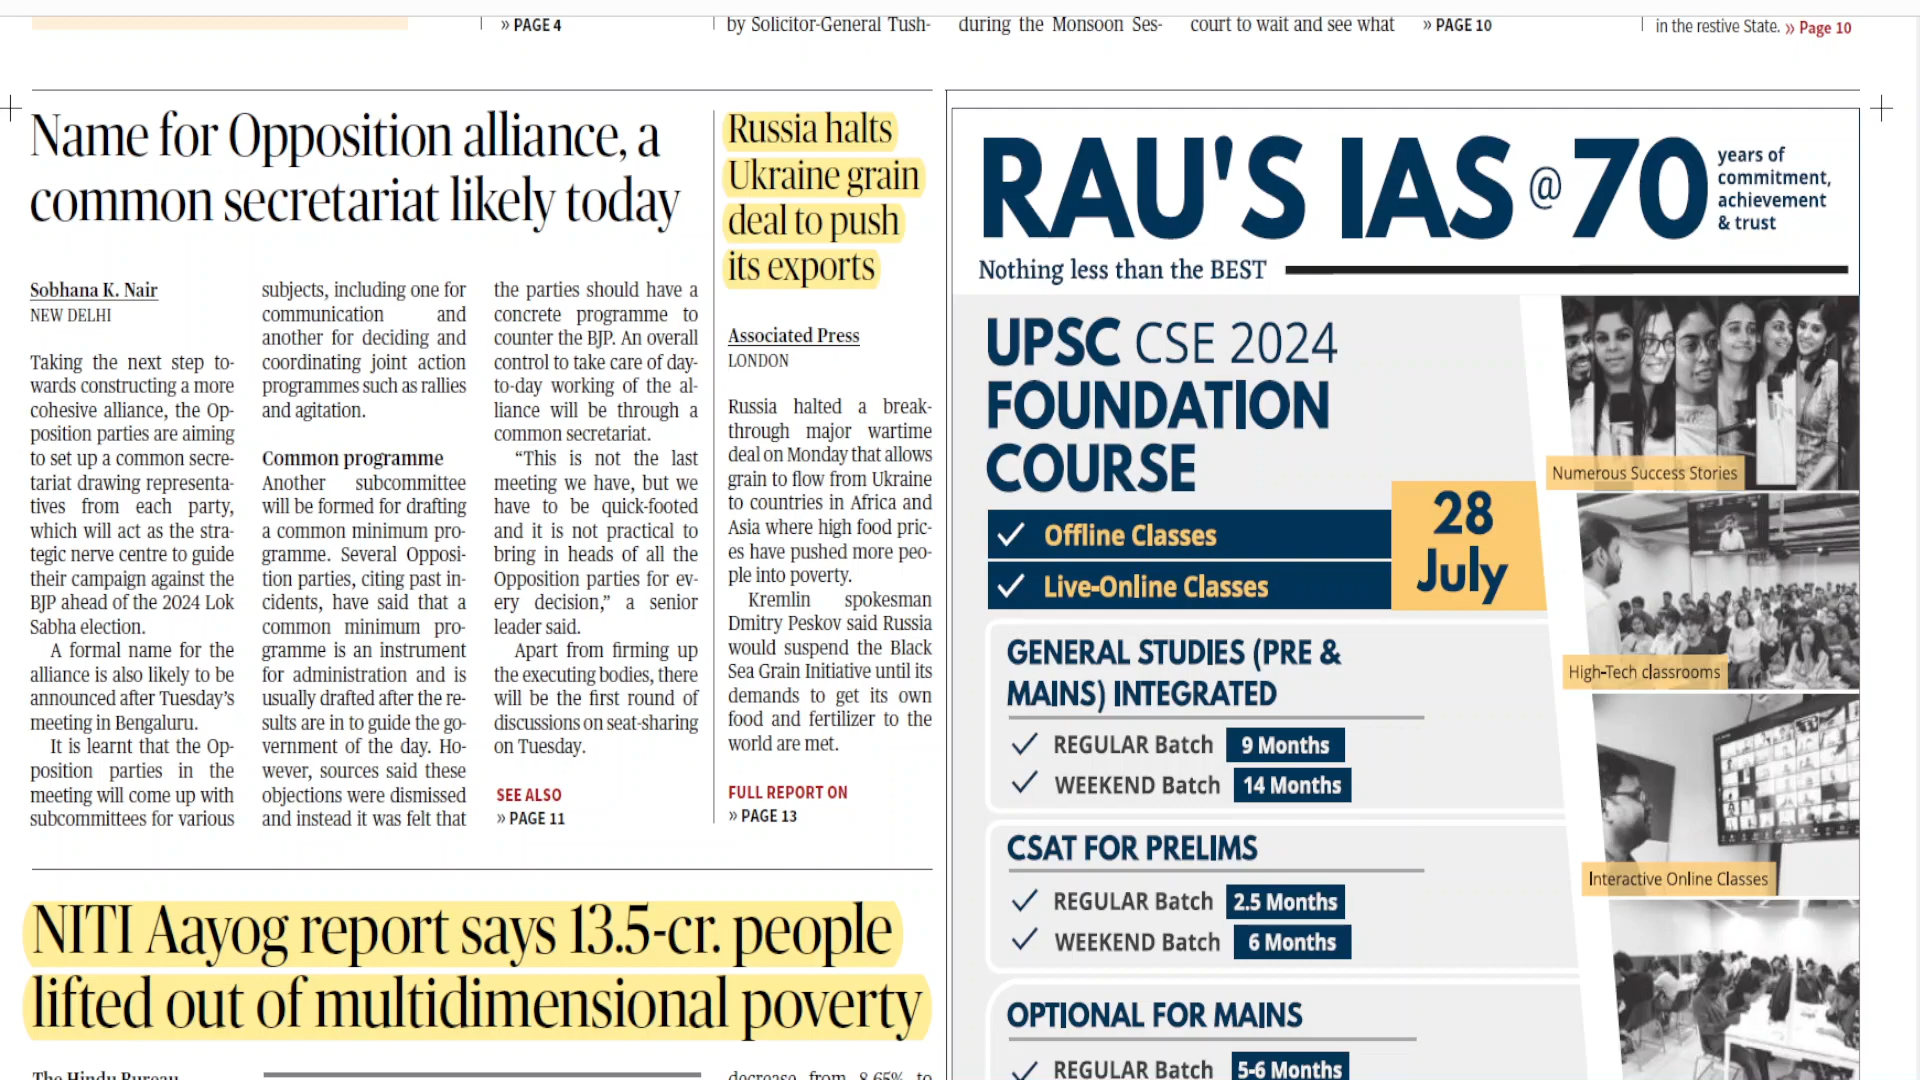 » PAGE 4
by Solicitor-General Tush-
during the Monsoon Ses-
court to wait and see what
» PAGE 10
in the restive State. » Page 10
Name for Opposition alliance, a
common secretariat likely today
Sobhana K. Nair
NEW DELHI
Taking the next step to-
wards constructing a more
cohesive alliance, the Op-
position parties are aiming
to set up a common secre-
tariat drawing representa-
tives from each party,
which will act as the stra-
tegic nerve centre to guide
their campaign against the
BJP ahead of the 2024 Lok
Sabha election.
A formal name for the
alliance is also likely to be
announced after Tuesday's
meeting in Bengaluru.
It is learnt that the Op-
position parties in the
meeting will come up with
subcommittees for various
subjects, including one for
communication and
another for deciding and
coordinating joint action
programmes such as rallies
and agitation.
Common programme
Another subcommittee
will be formed for drafting
a common minimum pro-
gramme. Several Opposi-
tion parties, citing past in-
cidents, have said that a
common minimum pro-
gramme is an instrument
for administration and is
usually drafted after the re-
sults are in to guide the go-
vernment of the day. Ho-
wever, sources said these
objections were dismissed
and instead it was felt that
the parties should have a
concrete programme to
counter the BJP. An overall
control to take care of day-
to-day working of the al-
liance will be through a
common secretariat.
“This is not the last
meeting we have, but we
have to be quick-footed
and it is not practical to
bring in heads of all the
Opposition parties for ev-
ery decision,” a senior
leader said.
Apart from firming up
the executing bodies, there
will be the first round of
discussions on seat-sharing
on Tuesday.
SEE ALSO
» PAGE 11
Russia halts
Ukraine grain
deal to push
its exports
Associated Press
LONDON
Russia halted a break-
through major wartime
deal on Monday that allows
grain to flow from Ukraine
to countries in Africa and
Asia where high food pric-
es have pushed more peo-
ple into poverty.
Kremlin spokesman
Dmitry Peskov said Russia
would suspend the Black
Sea Grain Initiative until its
demands to get its own
food and fertilizer to the
world are met.
FULL REPORT ON
» PAGE 13
NITI Aayog report says 13.5-cr. people
lifted out of multidimensional poverty
The Hindu Bureau
decrease from 8.65% to
RAU'S IAS @ 70
years of
commitment,
achievement
& trust
Nothing less than the BEST
UPSC CSE 2024
FOUNDATION
COURSE
Offline Classes
Live-Online Classes
28
July
GENERAL STUDIES (PRE &
MAINS) INTEGRATED
REGULAR Batch 9 Months
WEEKEND Batch 14 Months
CSAT FOR PRELIMS
REGULAR Batch 2.5 Months
WEEKEND Batch 6 Months
OPTIONAL FOR MAINS
REGULAR Batch 5-6 Months
Numerous Success Stories
High-Tech classrooms
Interactive Online Classes